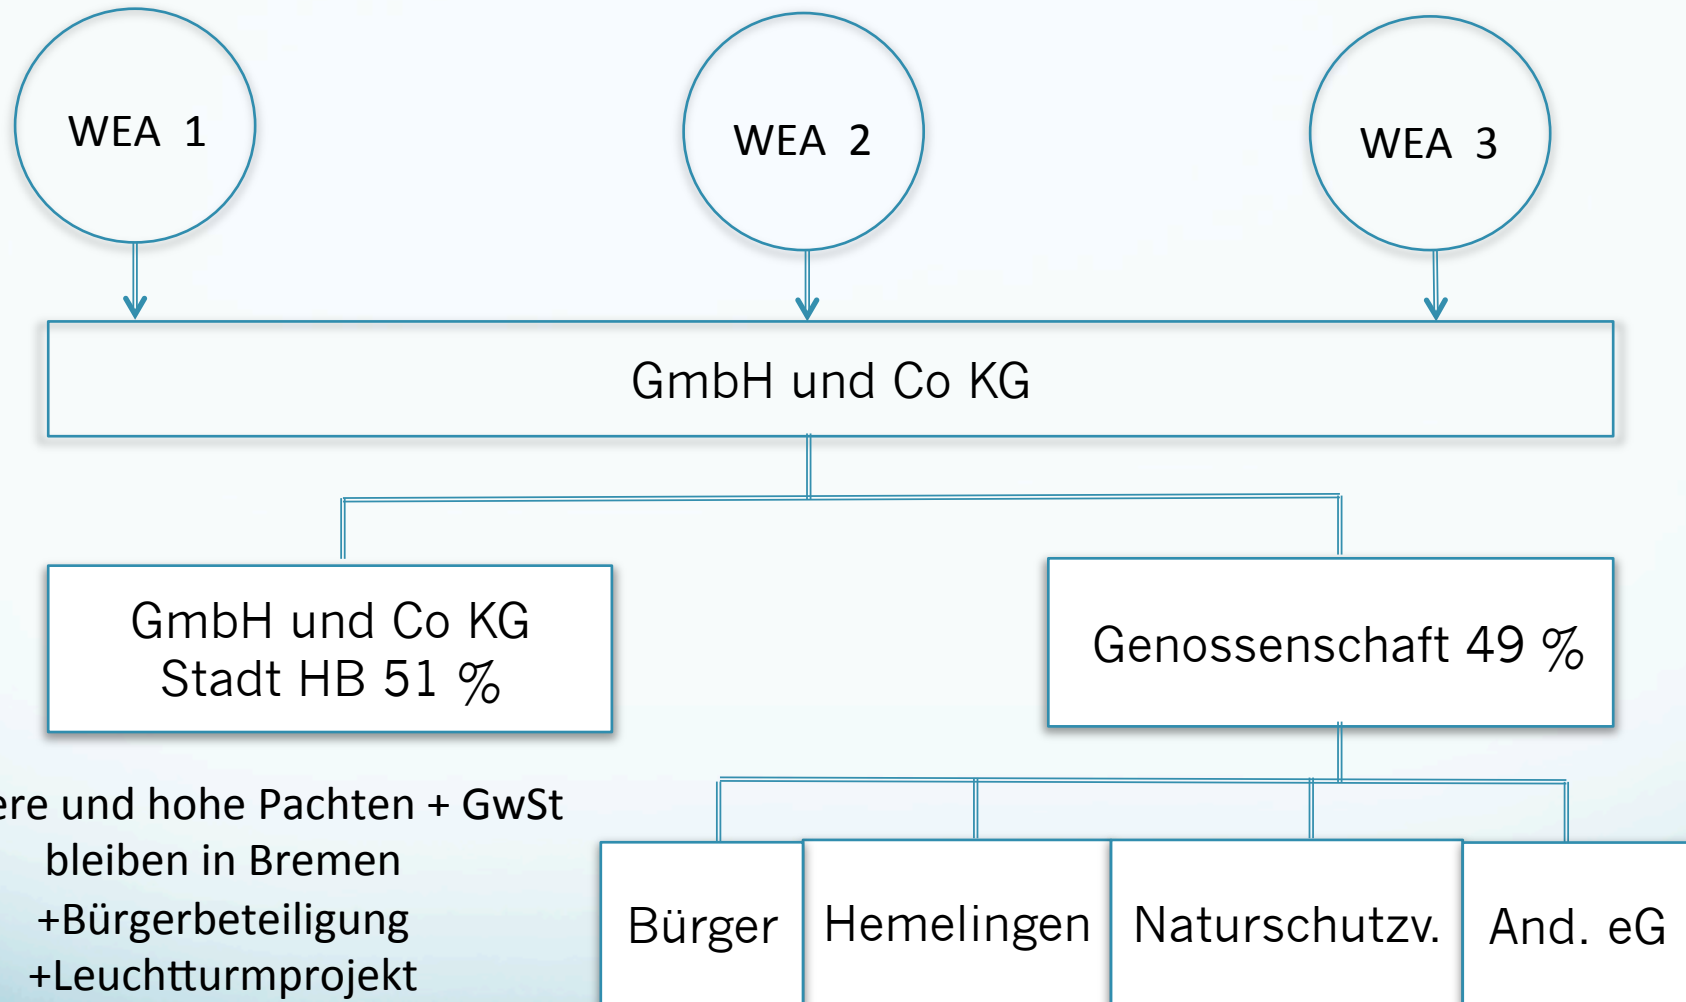 WEA 1
WEA 2
WEA 3
GmbH und Co KG
GmbH und Co KG
Stadt HB 51 %
Genossenschaft 49 %
und hohe Pachten + GwSt
bleiben in Bremen
+Bürgerbeteiligung
+Leuchtturmprojekt
Bürger
Hemelingen
Naturschutzv.
And. eG